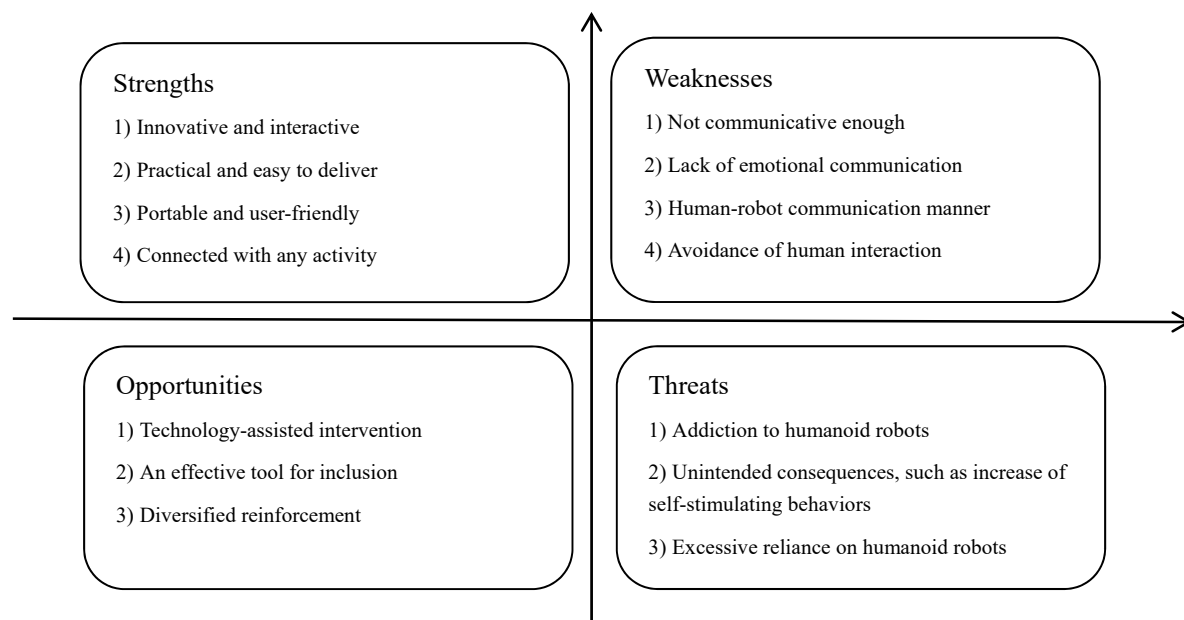 Strengths
1) Innovative and interactive
2) Practical and easy to deliver
3) Portable and user-friendly
4) Connected with any activity
Weaknesses
1) Not communicative enough
2) Lack of emotional communication
3) Human-robot communication manner
4) Avoidance of human interaction
Opportunities
1) Technology-assisted intervention
2) An effective tool for inclusion
3) Diversified reinforcement
Threats
1) Addiction to humanoid robots
2) Unintended consequences, such as increase of
self-stimulating behaviors
3) Excessive reliance on humanoid robots